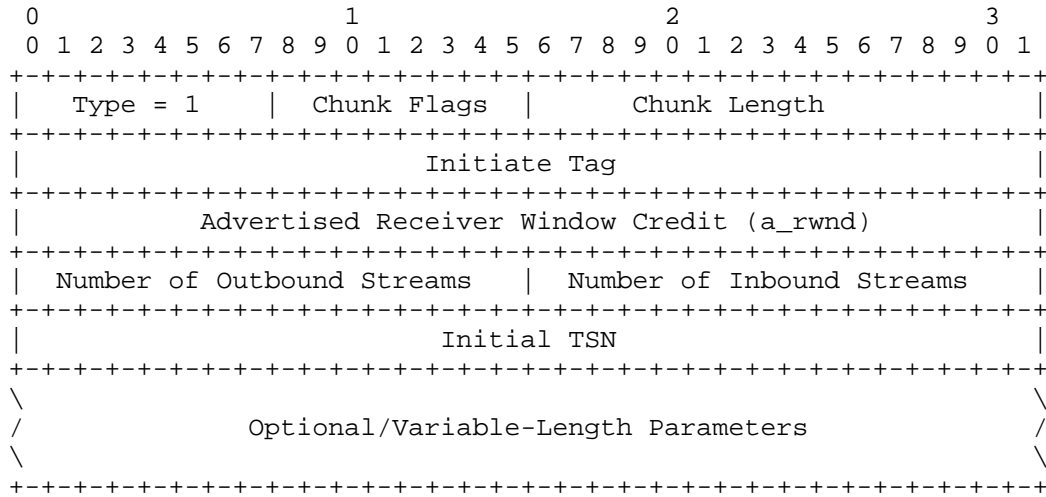 0                   1                   2                   3
 0 1 2 3 4 5 6 7 8 9 0 1 2 3 4 5 6 7 8 9 0 1 2 3 4 5 6 7 8 9 0 1
+-+-+-+-+-+-+-+-+-+-+-+-+-+-+-+-+-+-+-+-+-+-+-+-+-+-+-+-+-+-+-+-+
|   Type = 1    |  Chunk Flags  |      Chunk Length             |
+-+-+-+-+-+-+-+-+-+-+-+-+-+-+-+-+-+-+-+-+-+-+-+-+-+-+-+-+-+-+-+-+
|                         Initiate Tag                          |
+-+-+-+-+-+-+-+-+-+-+-+-+-+-+-+-+-+-+-+-+-+-+-+-+-+-+-+-+-+-+-+-+
|           Advertised Receiver Window Credit (a_rwnd)          |
+-+-+-+-+-+-+-+-+-+-+-+-+-+-+-+-+-+-+-+-+-+-+-+-+-+-+-+-+-+-+-+-+
|  Number of Outbound Streams   |  Number of Inbound Streams    |
+-+-+-+-+-+-+-+-+-+-+-+-+-+-+-+-+-+-+-+-+-+-+-+-+-+-+-+-+-+-+-+-+
|                          Initial TSN                          |
+-+-+-+-+-+-+-+-+-+-+-+-+-+-+-+-+-+-+-+-+-+-+-+-+-+-+-+-+-+-+-+-+
\                                                               \
/              Optional/Variable-Length Parameters              /
\                                                               \
+-+-+-+-+-+-+-+-+-+-+-+-+-+-+-+-+-+-+-+-+-+-+-+-+-+-+-+-+-+-+-+-+